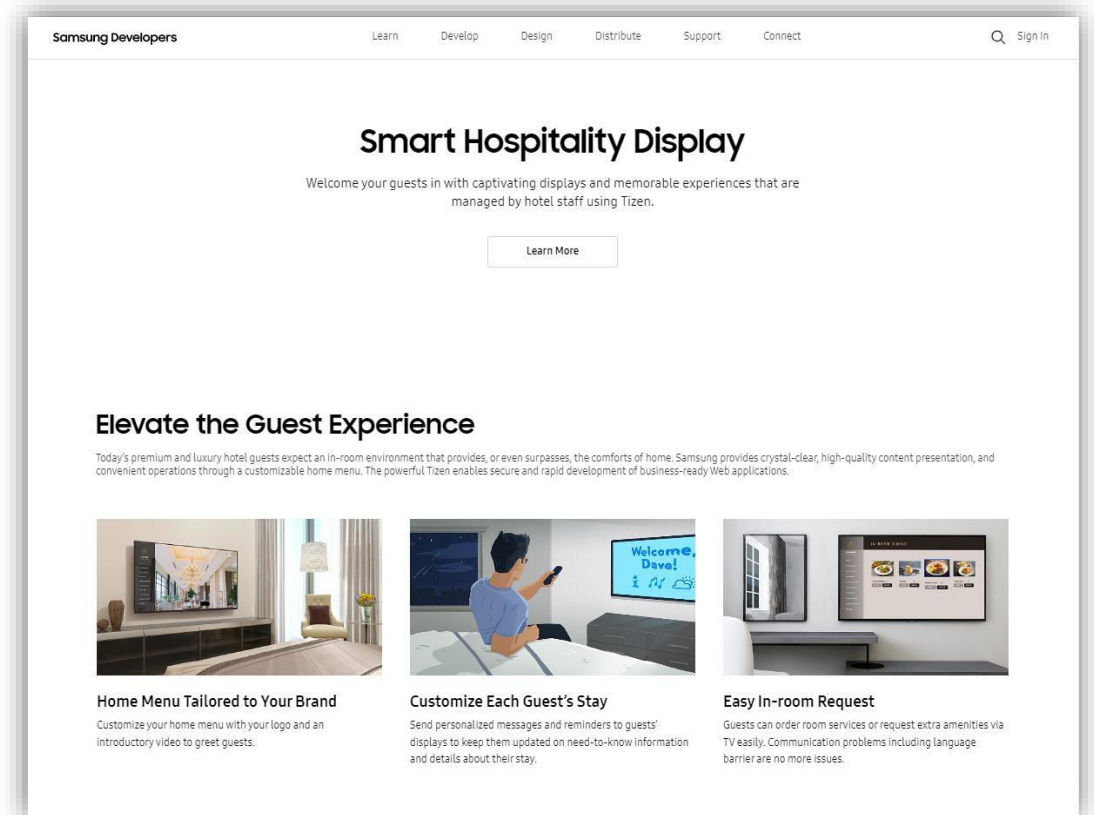 Samsung Developers
Learn Develop Design Distribute Support Connect
Sign In
Smart Hospitality Display
Welcome your guests in with captivating displays and memorable experiences that are
managed by hotel staff using Tizen.
Learn More
Elevate the Guest Experience
Today's premium and luxury hotel guests expect an in-room environment that provides, or even surpasses, the comforts of home. Samsung provides crystal-clear, high-quality content presentation, and
convenient operations through a customizable home menu. The powerful Tizen enables secure and rapid development of business-ready Web applications.
Welcome,
Dave!
IN-ROOM DINING
Home Menu Tailored to Your Brand
Customize your home menu with your logo and an
introductory video to greet guests.
Customize Each Guest's Stay
Send personalized messages and reminders to guests'
displays to keep them updated on need-to-know information
and details about their stay.
Easy In-room Request
Guests can order room services or request extra amenities via
TV easily. Communication problems including language
barrier are no more issues.